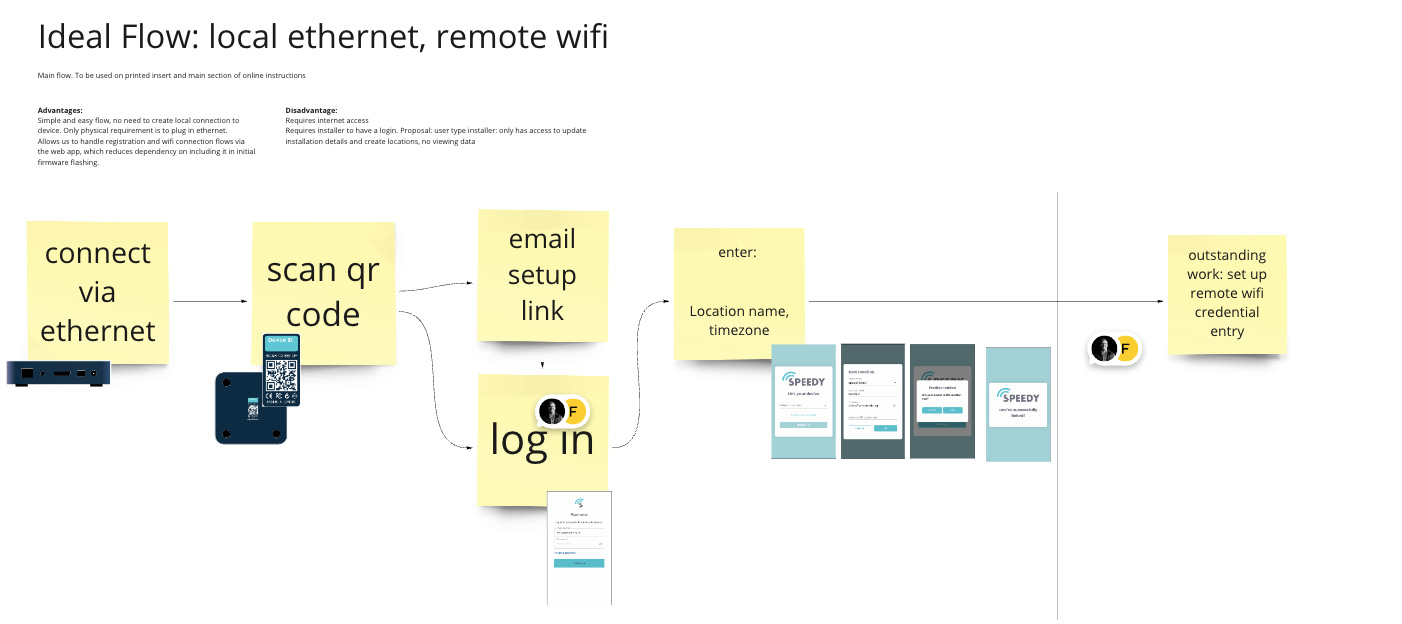 Ideal Flow: local ethernet, remote wifi
Main flow. To be used on printed insert and main section of online instructions
Advantages:
Simple and easy flow, no need to create local connection to
device. Only physical requirement is to plug in ethernet.
Allows us to handle registration and wifi connection flows via
the web app, which reduces dependency on including it in initial
firmware flashing.
Disadvantage:
Requires internet access
Requires installer to have a login. Proposal: user type installer: only has access to update
installation details and create locations, no viewing data
connect
via
ethernet
scan qr
code
Device ID
email
setup
link
F
log in
enter:
Location name,
timezone
SPEEDY
Link your device
New Location
SPEEDY
F
outstanding
work: set up
remote wifi
credential
entry